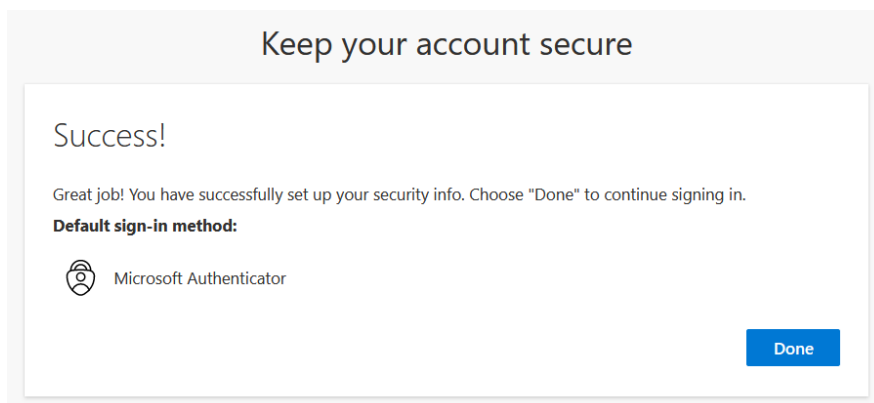 Keep your account secure
Success!
Great job! You have successfully set up your security info. Choose "Done" to continue signing in.
Default sign-in method:
Microsoft Authenticator
Done